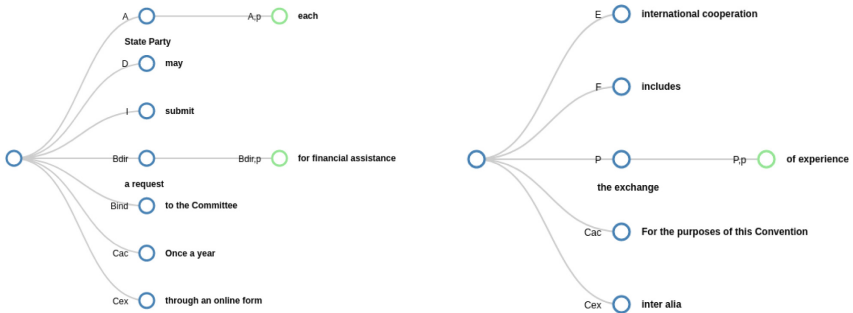 A A,p each
State Party
D may
I submit
Bdir Bdir,p for financial assistance
a request
Bind to the Committee
Cac Once a year
Cex through an online form
E international cooperation
F includes
P P,p of experience
the exchange
Cac For the purposes of this Convention
Cex inter alia